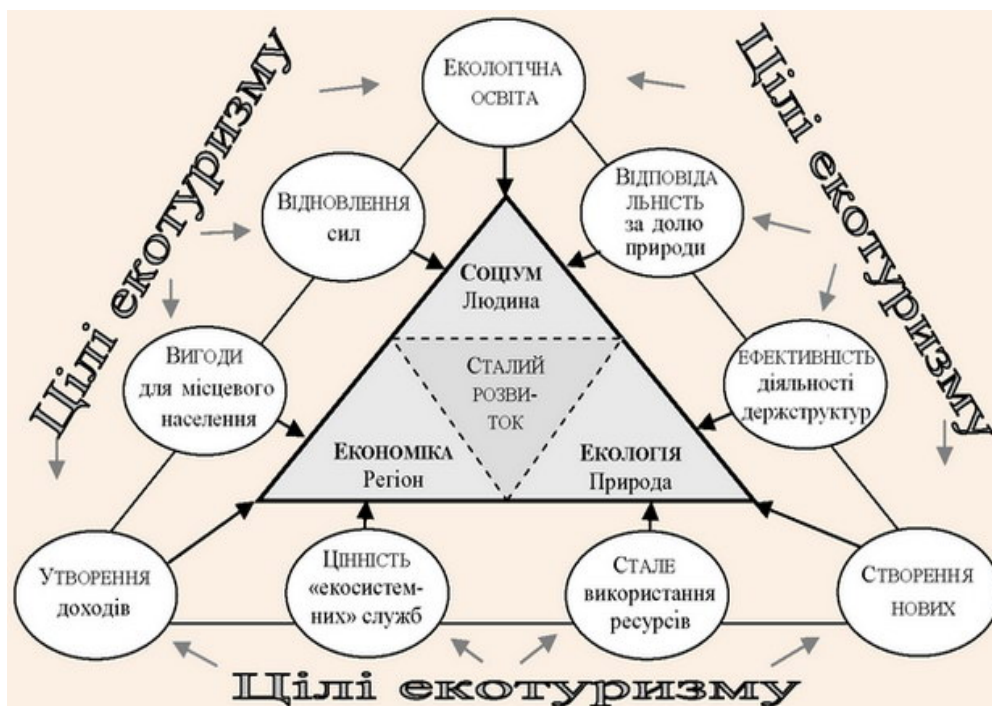 Цілі екотуризму
Цілі екотуризму
ЕКОЛОГІЧНА
ОСВІТА
ВІДНОВЛЕННЯ
сил
ВІДПОВІДА
ЛЬНІСТЬ
за долю
природи
СОЦІУМ
Людина
ВИГОДИ
для місцевого
населення
СТАЛИЙ
РОЗВИ-
ТОК
ЕФЕКТИВНІСТЬ
діяльності
держструктур
ЕКОНОМІКА
Регіон
ЕКОЛОГІЯ
Природа
УТВОРЕННЯ
доходів
ЦІННІСТЬ
«екосистем-
них» служб
СТАЛЕ
використання
ресурсів
СТВОРЕННЯ
НОВИХ
Цілі екотуризму